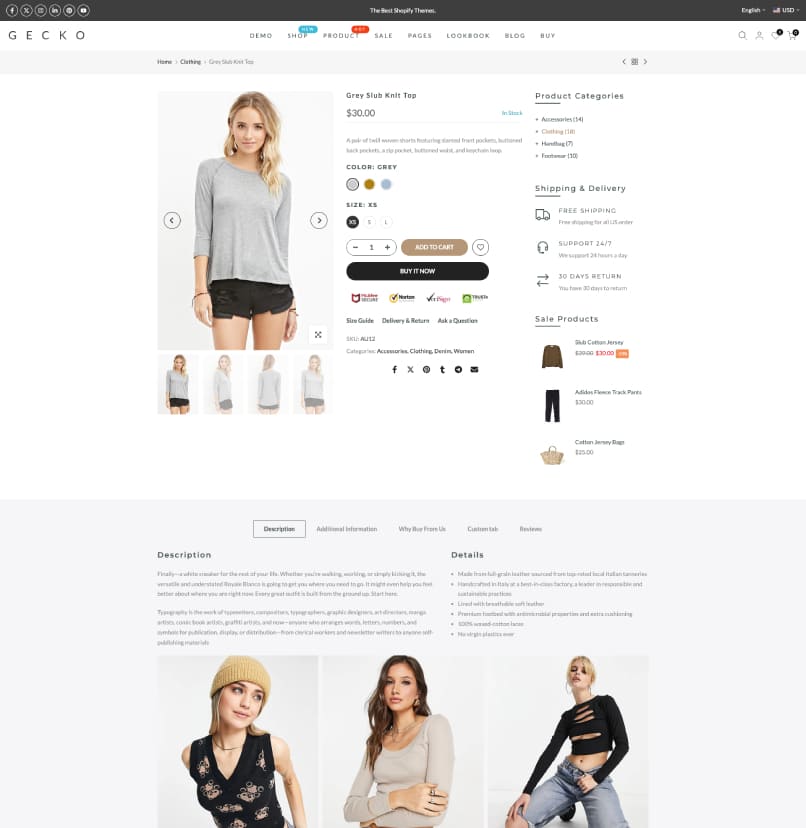 The Best Shopify Themes.
English
USD
GECKO
DEMO
SHOP
NEW
PRODUCT
HOT
SALE
PAGES
LOOKBOOK
BLOG
BUY
0
0
Home > Clothing > Grey Slub Knit Top
Grey Slub Knit Top
$30.00
In Stock
A pair of twill woven shorts featuring slanted front pockets, buttoned
back pockets, a zip pocket, buttoned waist, and keychain loop.
COLOR: GREY
SIZE: XS
XS
S
L
− 1 +
ADD TO CART
BUY IT NOW
McAfee
SECURE
Norton
VeriSign
TRUSTe
Size Guide
Delivery & Return
Ask a Question
SKU: AU12
Categories: Accessories, Clothing, Denim, Women
Product Categories
Accessories (14)
Clothing (18)
Handbag (7)
Footwear (10)
Shipping & Delivery
FREE SHIPPING
Free shipping for all US order
SUPPORT 24/7
We support 24 hours a day
30 DAYS RETURN
You have 30 days to return
Sale Products
Slub Cotton Jersey
$39.00 $30.00
Adidas Fleece Track Pants
$30.00
Cotton Jersey Bags
$25.00
Description
Additional Information
Why Buy From Us
Custom tab
Reviews
Description
Finally—a white sneaker for the rest of your life. Whether you're walking, working, or simply kicking it, the
versatile and understated Royale Blanco is going to get you where you need to go. It might even help you feel
better about where you are right now. Every great outfit is built from the ground up. Start here.
Typography is the work of typesetters, compositors, typographers, graphic designers, art directors, manga
artists, comic book artists, graffiti artists, and now—anyone who arranges words, letters, numbers, and
symbols for publication, display, or distribution—from clerical workers and newsletter writers to anyone self-
publishing materials
Details
Made from full-grain leather sourced from top-rated local Italian tanneries
Handcrafted in Italy at a best-in-class factory, a leader in responsible and
sustainable practices
Lined with breathable soft leather
Premium footbed with antimicrobial properties and extra cushioning
100% waxed-cotton laces
No virgin plastics ever